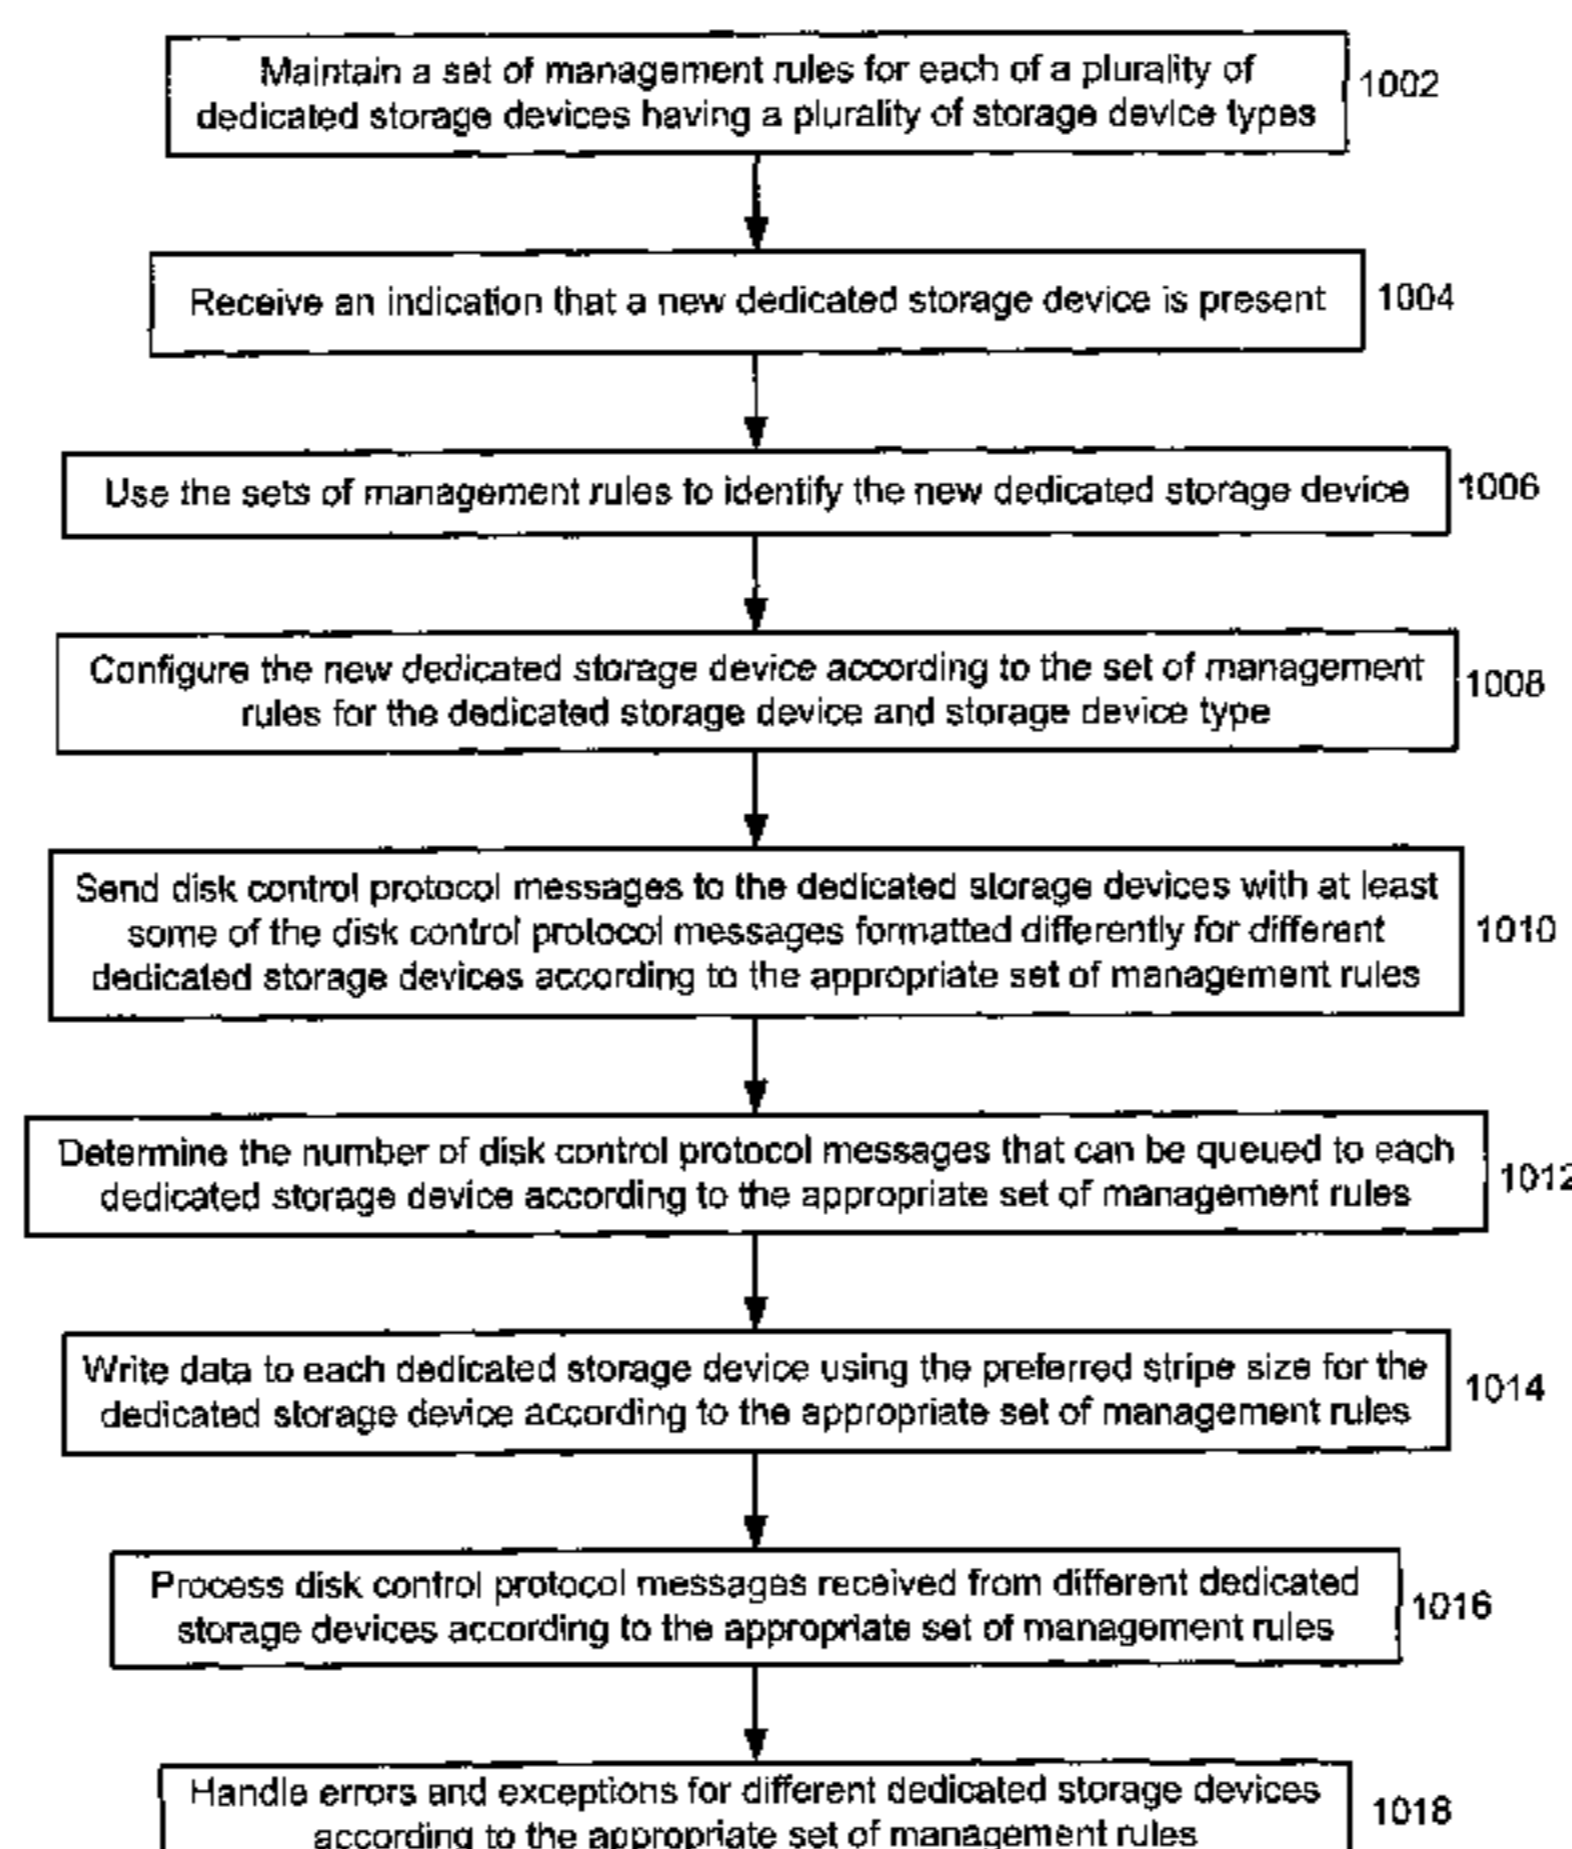 Maintain a set of management rules for each of a plurality of
dedicated storage devices having a plurality of storage device types
1002
Receive an indication that a new dedicated storage device is present
1004
Use the sets of management rules to identify the new dedicated storage device
1006
Configure the new dedicated storage device according to the set of management
rules for the dedicated storage device and storage device type
1008
Send disk control protocol messages to the dedicated storage devices with at least
some of the disk control protocol messages formatted differently for different
dedicated storage devices according to the appropriate set of management rules
1010
Determine the number of disk control protocol messages that can be queued to each
dedicated storage device according to the appropriate set of management rules
1012
Write data to each dedicated storage device using the preferred stripe size for the
dedicated storage device according to the appropriate set of management rules
1014
Process disk control protocol messages received from different dedicated
storage devices according to the appropriate set of management rules
1016
Handle errors and exceptions for different dedicated storage devices
according to the appropriate set of management rules
1018